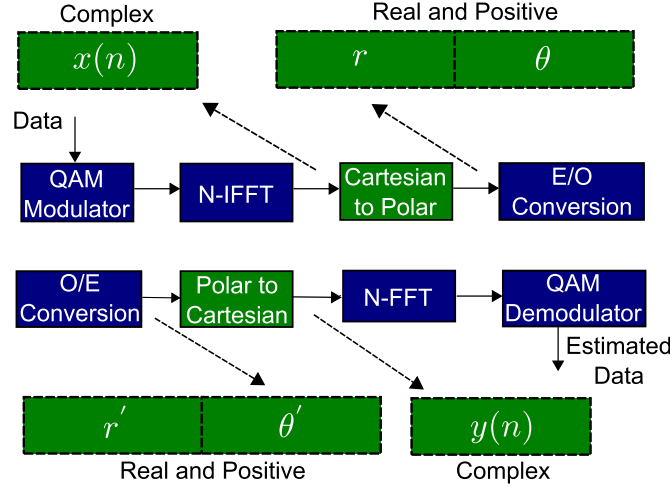 Complex
Real and Positive
x(n)
r
θ
Data
QAM
Modulator
N-IFFT
Cartesian
to Polar
E/O
Conversion
O/E
Conversion
Polar to
Cartesian
N-FFT
QAM
Demodulator
Estimated
Data
r′
θ′
y(n)
Real and Positive
Complex